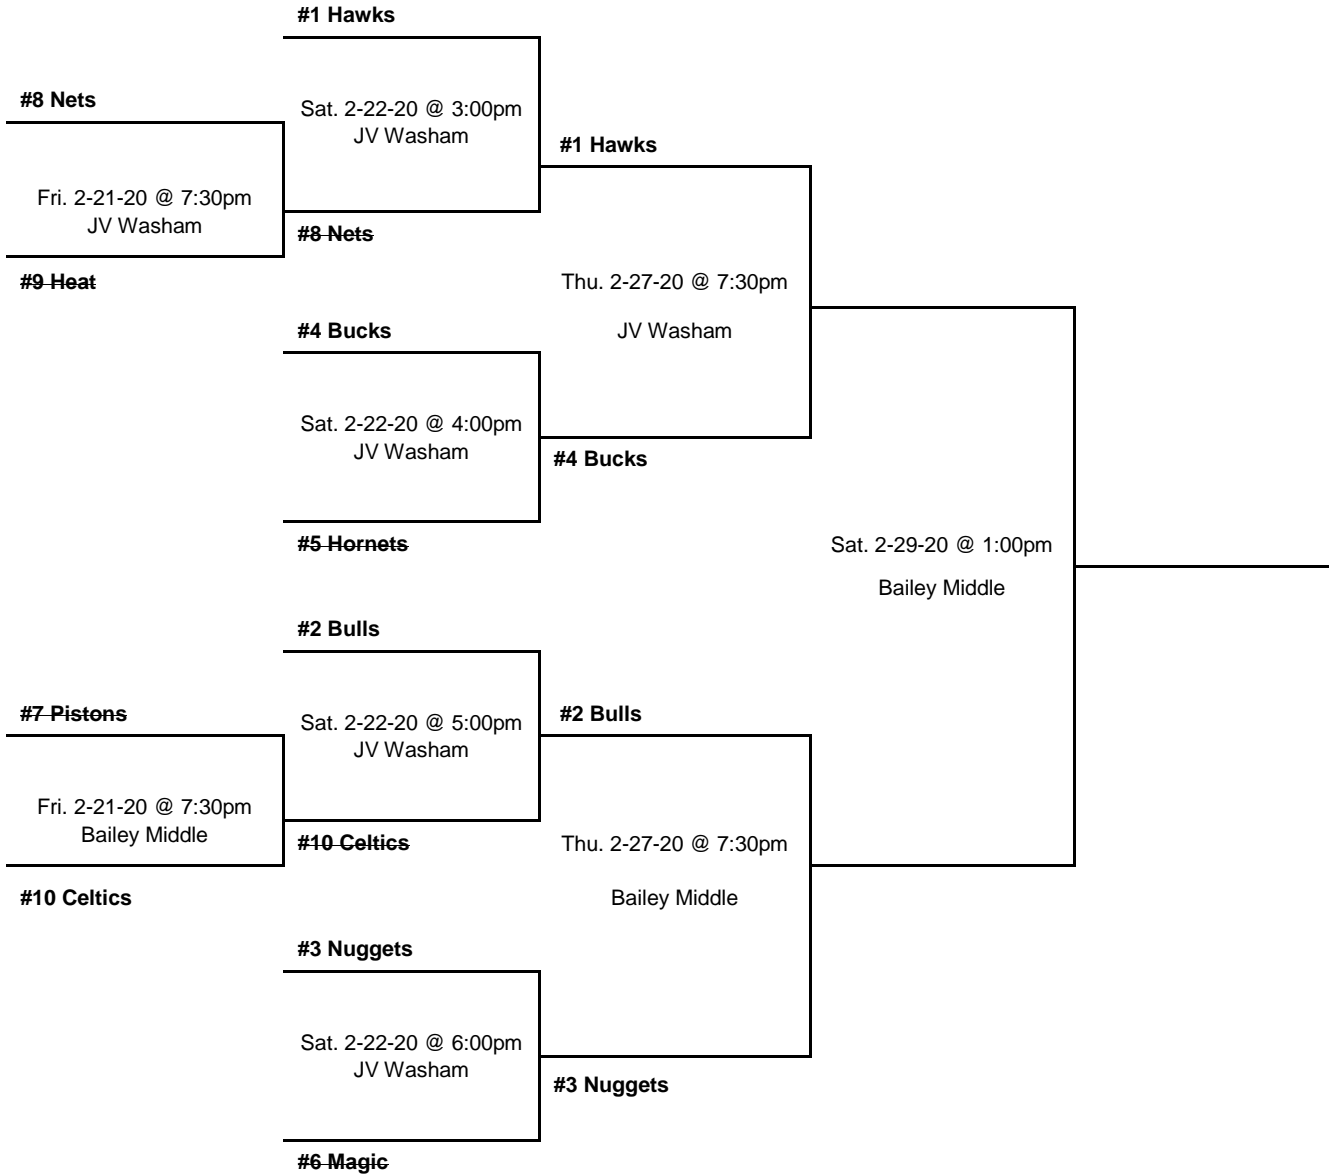 #1 Hawks
#8 Nets
Sat. 2-22-20 @ 3:00pm
JV Washam
#1 Hawks
Fri. 2-21-20 @ 7:30pm
JV Washam
#8 Nets
#9 Heat
Thu. 2-27-20 @ 7:30pm
JV Washam
#4 Bucks
Sat. 2-22-20 @ 4:00pm
JV Washam
#4 Bucks
#5 Hornets
Sat. 2-29-20 @ 1:00pm
Bailey Middle
#2 Bulls
#7 Pistons
Sat. 2-22-20 @ 5:00pm
JV Washam
#2 Bulls
Fri. 2-21-20 @ 7:30pm
Bailey Middle
#10 Celtics
Thu. 2-27-20 @ 7:30pm
Bailey Middle
#10 Celtics
#3 Nuggets
Sat. 2-22-20 @ 6:00pm
JV Washam
#3 Nuggets
#6 Magic